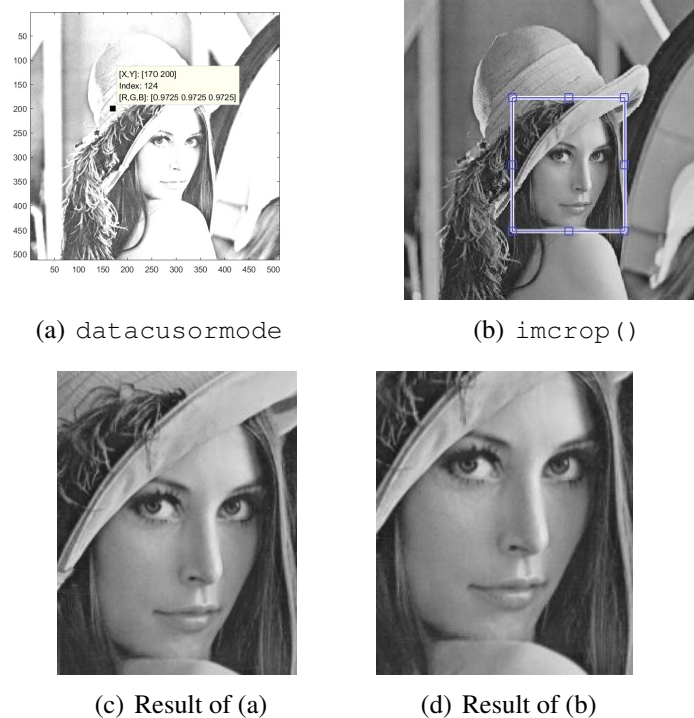 50
100
150
200
250
300
350
400
450
500
[X,Y]: [170 200]
Index: 124
[R,G,B]: [0.9725 0.9725 0.9725]
50 100 150 200 250 300 350 400 450 500
(a) datacusormode
(b) imcrop()
(c) Result of (a)
(d) Result of (b)